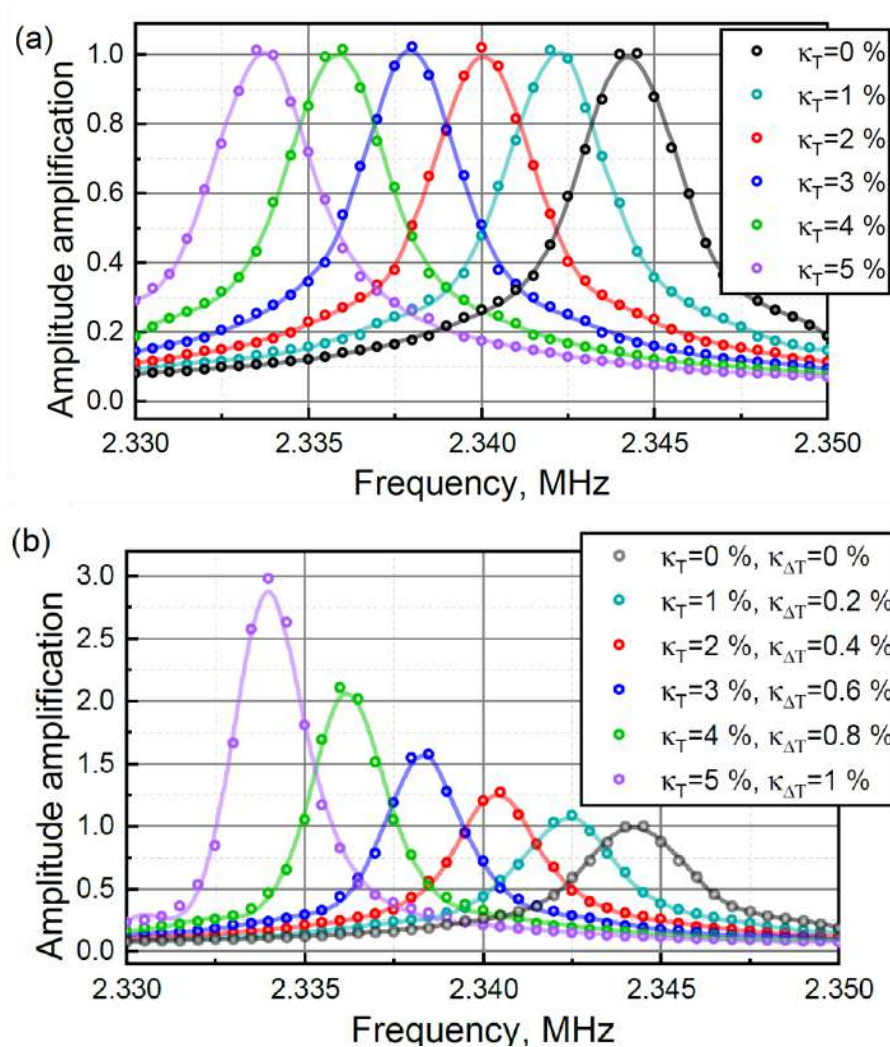 (a)
1.0
0.8
0.6
0.4
0.2
0.0
Amplitude amplification
κT=0 %
κT=1 %
κT=2 %
κT=3 %
κT=4 %
κT=5 %
2.330 2.335 2.340 2.345 2.350
Frequency, MHz
(b)
3.0
2.5
2.0
1.5
1.0
0.5
0.0
Amplitude amplification
κT=0 %, κΔT=0 %
κT=1 %, κΔT=0.2 %
κT=2 %, κΔT=0.4 %
κT=3 %, κΔT=0.6 %
κT=4 %, κΔT=0.8 %
κT=5 %, κΔT=1 %
2.330 2.335 2.340 2.345 2.350
Frequency, MHz